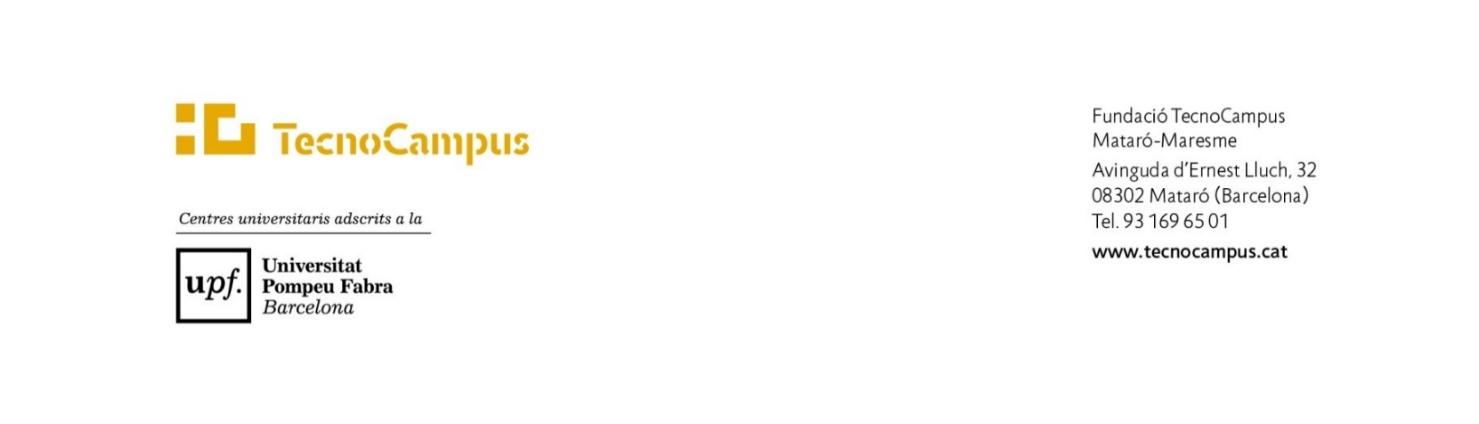 TecnoCampus
Centres universitaris adscrits a la
upf.
Universitat
Pompeu Fabra
Barcelona
Fundació TecnoCampus
Mataró-Maresme
Avinguda d’Ernest Lluch, 32
08302 Mataró (Barcelona)
Tel. 93 169 65 01
www.tecnocampus.cat